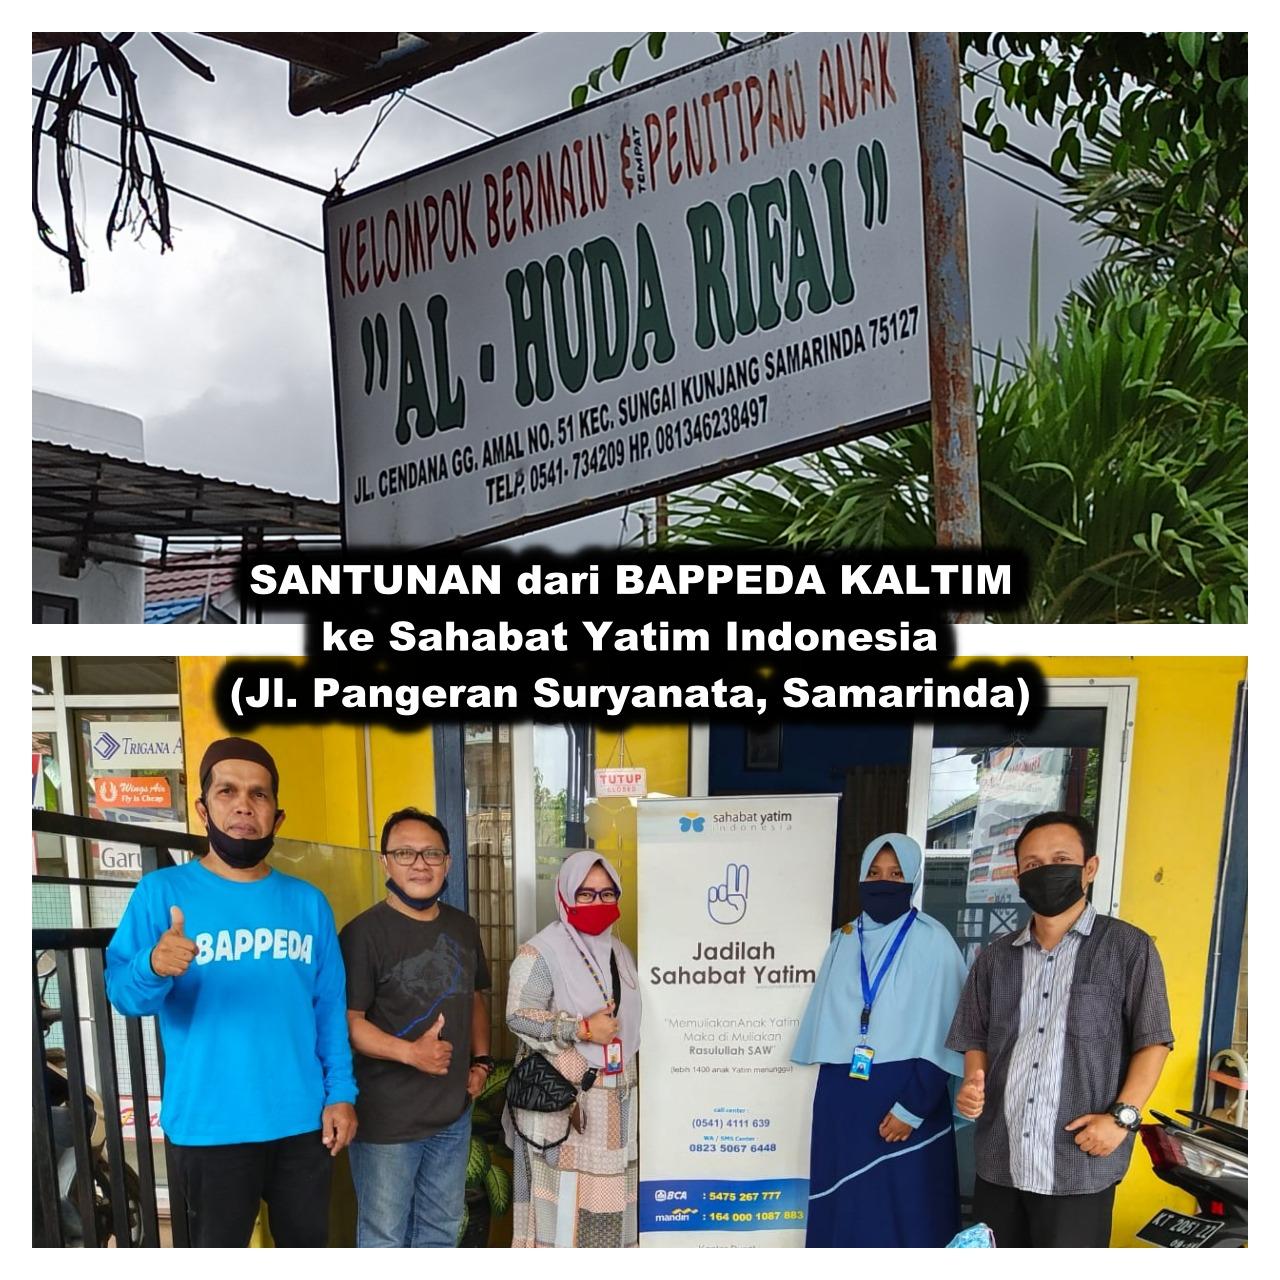 KELOMPOK BERMAIN & TEMPAT PENITIPAN ANAK
"AL - HUDA RIFA'I"
JL. CENDANA GG. AMAL NO. 51 KEC. SUNGAI KUNJANG SAMARINDA 75127
TELP. 0541- 734209 HP. 081346238497
SANTUNAN dari BAPPEDA KALTIM
ke Sahabat Yatim Indonesia
(Jl. Pangeran Suryanata, Samarinda)
TRIGANA A
Wings Air
Fly is Cheap
Garu
BAPPEDA
TUTUP
CLOSED
sahabat yatim
indonesia
Jadilah
Sahabat Yatim
"MemuliakanAnak Yatim
Maka di Muliakan
Rasulullah SAW"
(lebih 1400 anak Yatim menunggu)
call center :
(0541) 4111 639
WA / SMS Center :
0823 5067 6448
BCA : 5475 267 777
mandiri : 164 000 1087 883
KT 2051 ZZ